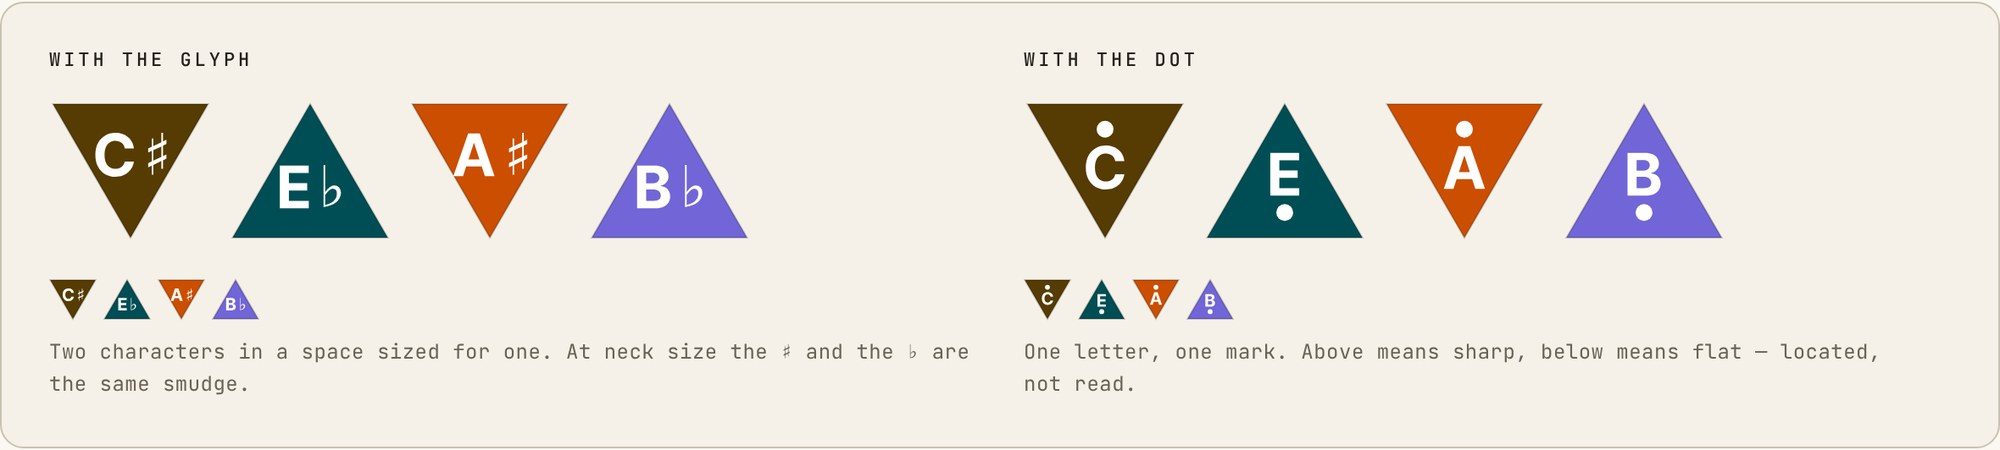 WITH THE GLYPH
C♯ E♭ A♯ B♭
C♯ E♭ A♯ B♭
Two characters in a space sized for one. At neck size the ♯ and the ♭ are
the same smudge.
WITH THE DOT
C E A B
C E A B
One letter, one mark. Above means sharp, below means flat — located,
not read.